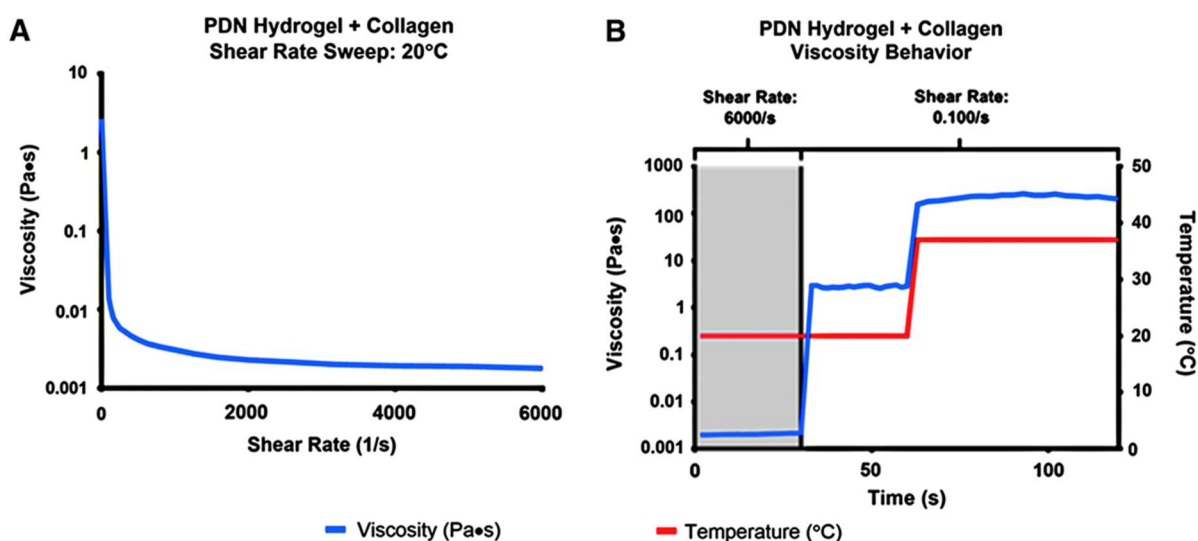 A
PDN Hydrogel + Collagen
Shear Rate Sweep: 20°C
Viscosity (Pa•s)
10
1
0.1
0.01
0.001
0
2000
4000
6000
Shear Rate (1/s)
B
PDN Hydrogel + Collagen
Viscosity Behavior
Shear Rate:
6000/s
Shear Rate:
0.100/s
Viscosity (Pa•s)
1000
100
10
1
0.1
0.01
0.001
50
40
30
20
10
0
Temperature (°C)
0
50
100
Time (s)
Viscosity (Pa•s)
Temperature (°C)